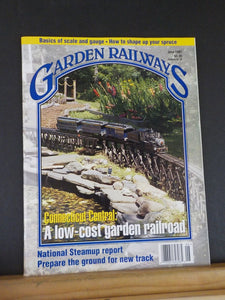 Basics of scale and gauge • How to shape up your spruce
GARDEN RAILWAYS
Connecticut Central:
A low-cost garden railroad
National Steamup report
Prepare the ground for new track